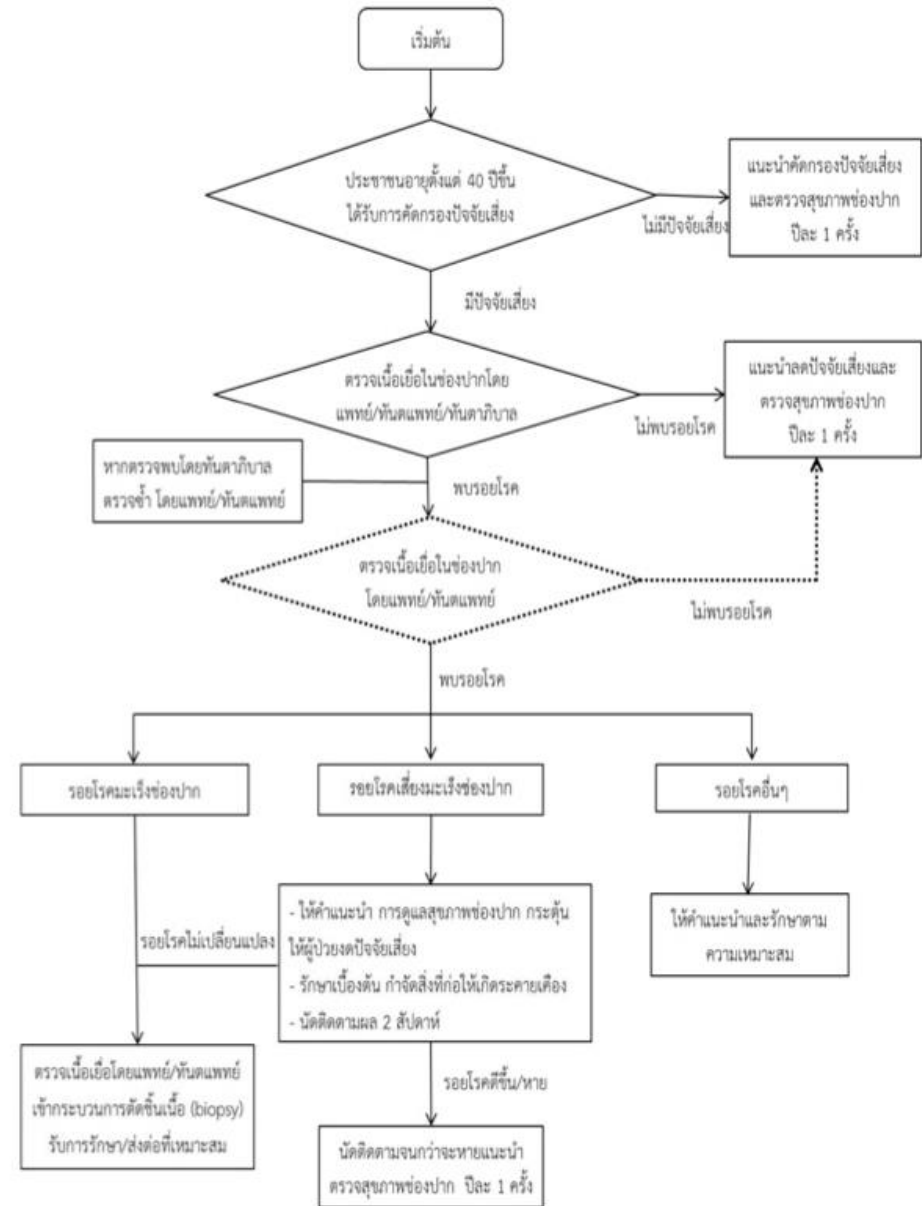 เริ่มต้น
ประชาชนอายุตั้งแต่ 40 ปีขึ้น
ได้รับการคัดกรองปัจจัยเสี่ยง
ไม่มีปัจจัยเสี่ยง
แนะนำคัดกรองปัจจัยเสี่ยง
และตรวจสุขภาพช่องปาก
ปีละ 1 ครั้ง
มีปัจจัยเสี่ยง
ตรวจเนื้อเยื่อในช่องปากโดย
แพทย์/ทันตแพทย์/ทันตาภิบาล
ไม่พบรอยโรค
แนะนำลดปัจจัยเสี่ยงและ
ตรวจสุขภาพช่องปาก
ปีละ 1 ครั้ง
หากตรวจพบโดยทันตาภิบาล
ตรวจซ้ำ โดยแพทย์/ทันตแพทย์
พบรอยโรค
ตรวจเนื้อเยื่อในช่องปาก
โดยแพทย์/ทันตแพทย์
ไม่พบรอยโรค
พบรอยโรค
รอยโรคมะเร็งช่องปาก
รอยโรคเสี่ยงมะเร็งช่องปาก
รอยโรคอื่นๆ
รอยโรคไม่เปลี่ยนแปลง
- ให้คำแนะนำ การดูแลสุขภาพช่องปาก กระตุ้น
ให้ผู้ป่วยงดปัจจัยเสี่ยง
- รักษาเบื้องต้น กำจัดสิ่งที่ก่อให้เกิดระคายเคือง
- นัดติดตามผล 2 สัปดาห์
ให้คำแนะนำและรักษาตาม
ความเหมาะสม
ตรวจเนื้อเยื่อโดยแพทย์/ทันตแพทย์
เข้ากระบวนการตัดชิ้นเนื้อ (biopsy)
รับการรักษา/ส่งต่อที่เหมาะสม
รอยโรคดีขึ้น/หาย
นัดติดตามจนกว่าจะหายแนะนำ
ตรวจสุขภาพช่องปาก ปีละ 1 ครั้ง